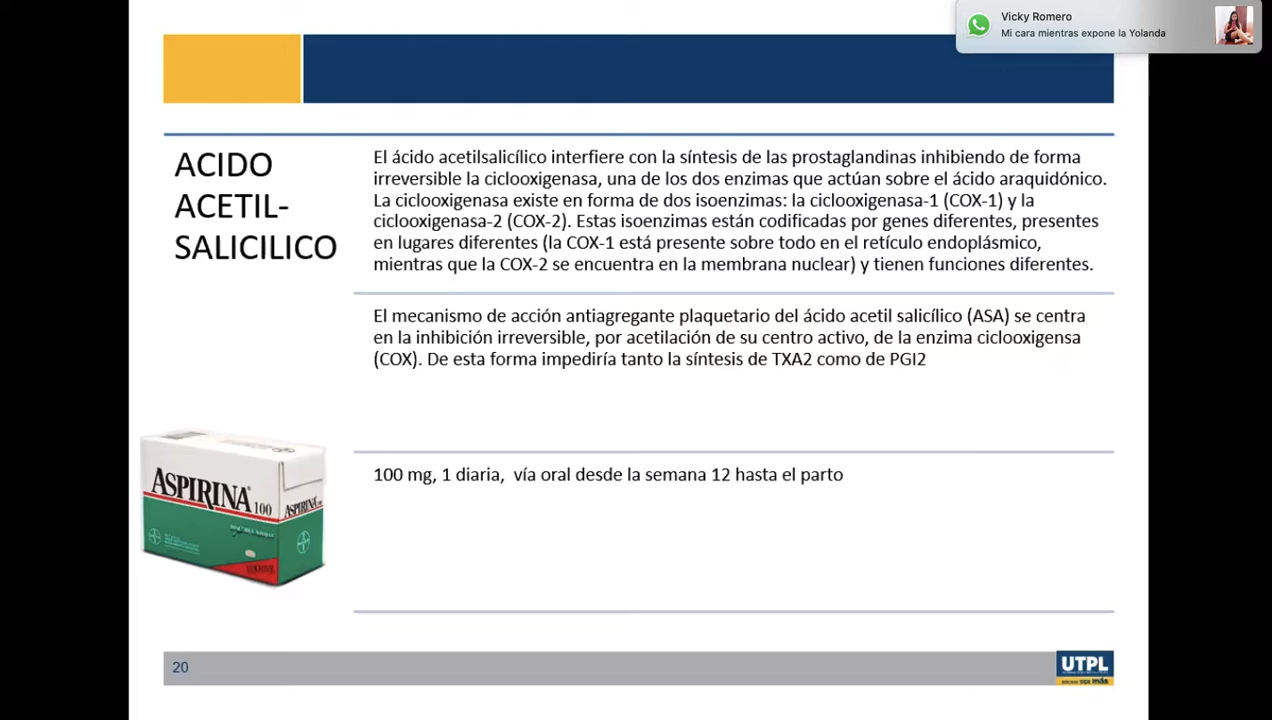 Vicky Romero
Mi cara mientras expone la Yolanda
ACIDO
ACETIL-
SALICILICO
El ácido acetilsalicílico interfiere con la síntesis de las prostaglandinas inhibiendo de forma
irreversible la ciclooxigenasa, una de los dos enzimas que actúan sobre el ácido araquidónico.
La ciclooxigenasa existe en forma de dos isoenzimas: la ciclooxigenasa-1 (COX-1) y la
ciclooxigenasa-2 (COX-2). Estas isoenzimas están codificadas por genes diferentes, presentes
en lugares diferentes (la COX-1 está presente sobre todo en el retículo endoplásmico,
mientras que la COX-2 se encuentra en la membrana nuclear) y tienen funciones diferentes.
El mecanismo de acción antiagregante plaquetario del ácido acetil salicílico (ASA) se centra
en la inhibición irreversible, por acetilación de su centro activo, de la enzima ciclooxigensa
(COX). De esta forma impediría tanto la síntesis de TXA2 como de PGI2
100 mg, 1 diaria,  vía oral desde la semana 12 hasta el parto
ASPIRINA 100
ASPIRINA
20
UTPL